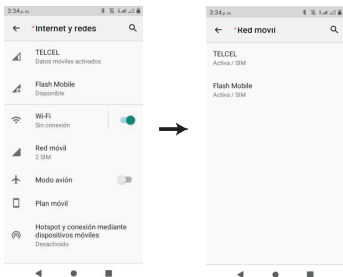 3:34 p. m.
Internet y redes
TELCEL
Datos móviles activados
Flash Mobile
Disponible
Wi-Fi
Sin conexión
Red móvil
2 SIM
Modo avión
Plan móvil
Hotspot y conexión mediante
dispositivos móviles
Desactivado
3:34 p. m.
Red móvil
TELCEL
Activa / SIM
Flash Mobile
Activa / SIM